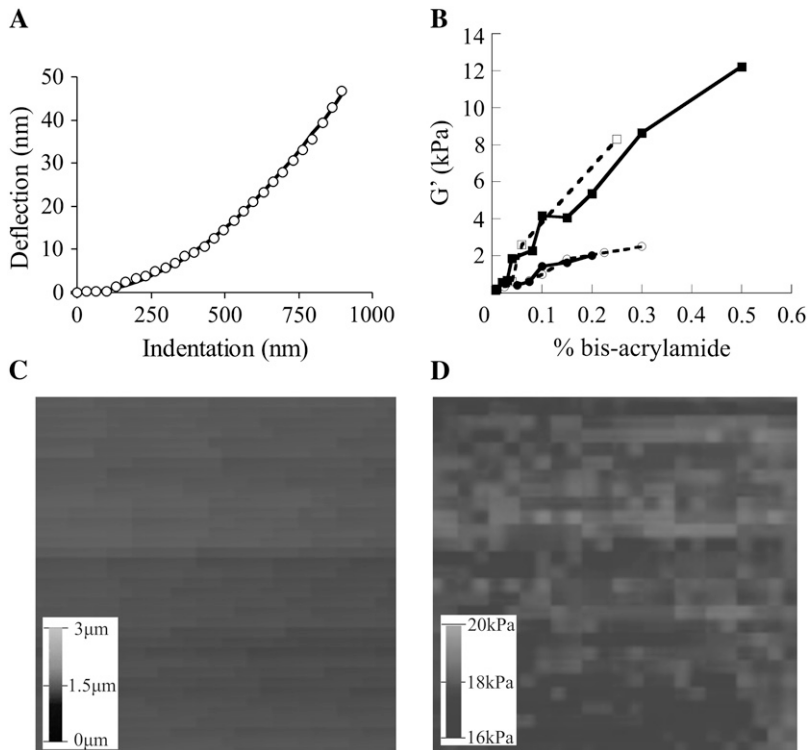 A
Deflection (nm)
50
40
30
20
10
0
0 250 500 750 1000
Indentation (nm)
B
G’ (kPa)
14
12
10
8
6
4
2
0 0.1 0.2 0.3 0.4 0.5 0.6
% bis-acrylamide
C
3μm
1.5μm
0μm
D
20kPa
18kPa
16kPa